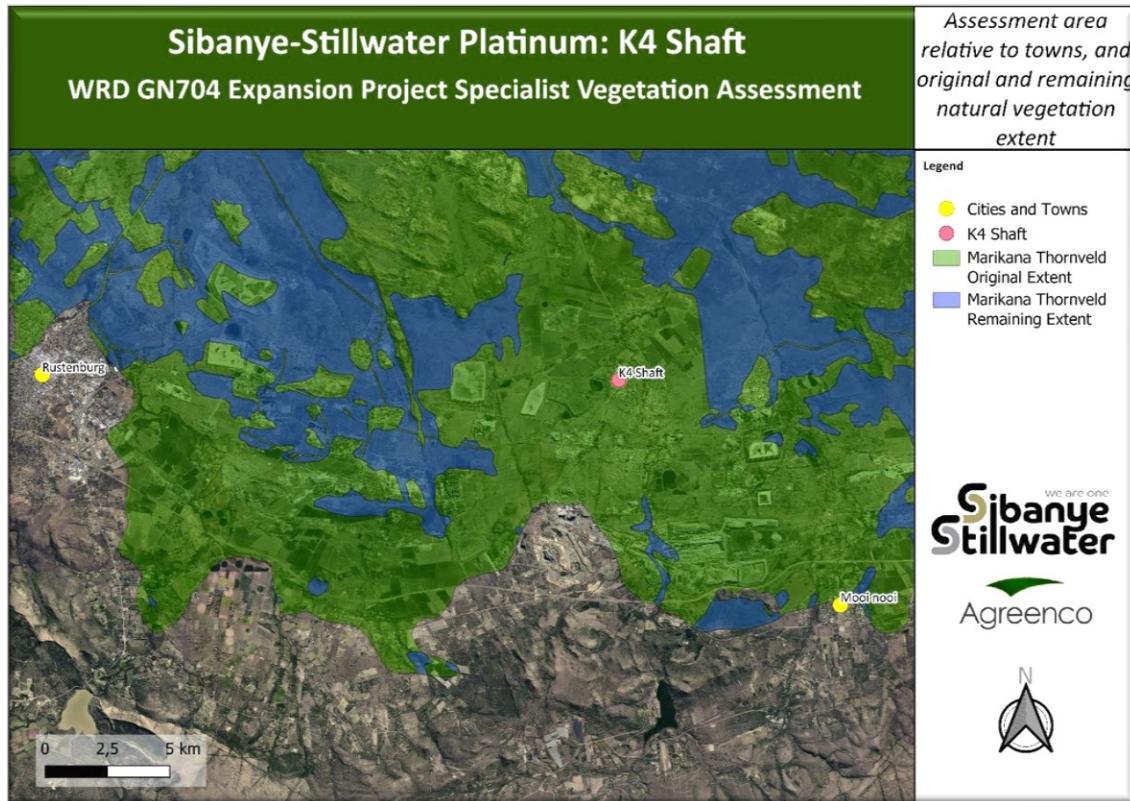 Sibanye-Stillwater Platinum: K4 Shaft
WRD GN704 Expansion Project Specialist Vegetation Assessment
Assessment area
relative to towns, and
original and remaining
natural vegetation
extent
Legend
Cities and Towns
K4 Shaft
Marikana Thornveld
Original Extent
Marikana Thornveld
Remaining Extent
Rustenburg
K4 Shaft
Mooi nooi
we are one
Sibanye
Stillwater
Agreenco
N
0 2,5 5 km